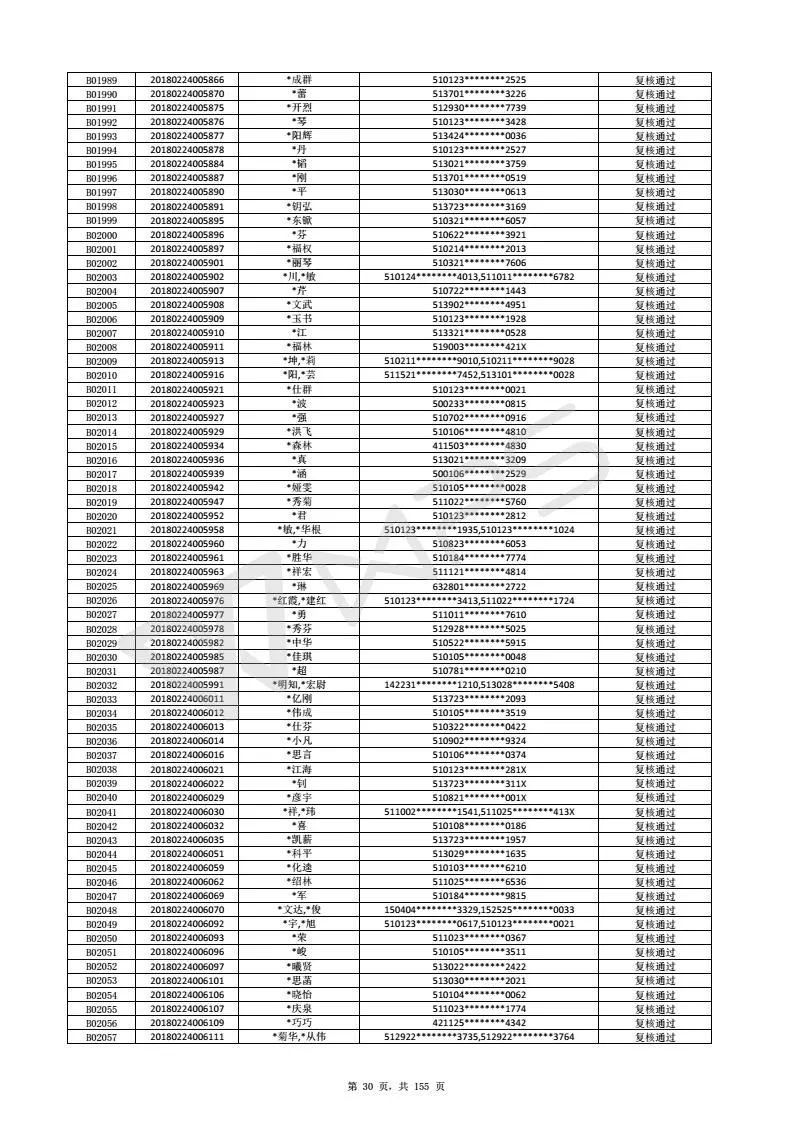 B01989 20180224005866 *成群 510123********2525 复核通过
B01990 20180224005870 *蕾 513701********3226 复核通过
B01991 20180224005875 *开烈 512930********7739 复核通过
B01992 20180224005876 *琴 510123********3428 复核通过
B01993 20180224005877 *阳辉 513424********0036 复核通过
B01994 20180224005878 *丹 510123********2527 复核通过
B01995 20180224005884 *韬 513021********3759 复核通过
B01996 20180224005887 *刚 513701********0519 复核通过
B01997 20180224005890 *平 513030********0613 复核通过
B01998 20180224005891 *钥弘 513723********3169 复核通过
B01999 20180224005895 *东锨 510321********6057 复核通过
B02000 20180224005896 *芬 510622********3921 复核通过
B02001 20180224005897 *福权 510214********2013 复核通过
B02002 20180224005901 *丽琴 510321********7606 复核通过
B02003 20180224005902 *川,*敏 510124********4013,511011********6782 复核通过
B02004 20180224005907 *芹 510722********1443 复核通过
B02005 20180224005908 *文武 513902********4951 复核通过
B02006 20180224005909 *玉书 510123********1928 复核通过
B02007 20180224005910 *江 513321********0528 复核通过
B02008 20180224005911 *福林 519003********421X 复核通过
B02009 20180224005913 *坤,*莉 510211********9010,510211********9028 复核通过
B02010 20180224005916 *阳,*芸 511521********7452,513101********0028 复核通过
B02011 20180224005921 *仕群 510123********0021 复核通过
B02012 20180224005923 *波 500233********0815 复核通过
B02013 20180224005927 *强 510702********0916 复核通过
B02014 20180224005929 *洪飞 510106********4810 复核通过
B02015 20180224005934 *森林 411503********4830 复核通过
B02016 20180224005936 *真 513021********3209 复核通过
B02017 20180224005939 *涵 500106********2529 复核通过
B02018 20180224005942 *娅雯 510105********0028 复核通过
B02019 20180224005947 *秀菊 511022********5760 复核通过
B02020 20180224005952 *君 510123********2812 复核通过
B02021 20180224005958 *敏,*华根 510123********1935,510123********1024 复核通过
B02022 20180224005960 *力 510823********6053 复核通过
B02023 20180224005961 *胜华 510184********7774 复核通过
B02024 20180224005963 *祥宏 511121********4814 复核通过
B02025 20180224005969 *琳 632801********2722 复核通过
B02026 20180224005976 *红霞,*建红 510123********3413,511022********1724 复核通过
B02027 20180224005977 *勇 511011********7610 复核通过
B02028 20180224005978 *秀芬 512928********5025 复核通过
B02029 20180224005982 *中华 510522********5915 复核通过
B02030 20180224005985 *佳琪 510105********0048 复核通过
B02031 20180224005987 *超 510781********0210 复核通过
B02032 20180224005991 *明知,*宏尉 142231********1210,513028********5408 复核通过
B02033 20180224006011 *亿刚 513723********2093 复核通过
B02034 20180224006012 *伟成 510105********3519 复核通过
B02035 20180224006013 *仕芬 510322********0422 复核通过
B02036 20180224006014 *小凡 510902********9324 复核通过
B02037 20180224006016 *思言 510106********0374 复核通过
B02038 20180224006021 *江海 510123********281X 复核通过
B02039 20180224006022 *钊 513723********311X 复核通过
B02040 20180224006029 *彦宇 510821********001X 复核通过
B02041 20180224006030 *祥,*玮 511002********1541,511025********413X 复核通过
B02042 20180224006032 *喜 510108********0186 复核通过
B02043 20180224006035 *凯薪 513723********1957 复核通过
B02044 20180224006051 *科平 513029********1635 复核通过
B02045 20180224006059 *化逵 510103********6210 复核通过
B02046 20180224006062 *绍林 511025********6536 复核通过
B02047 20180224006069 *军 510184********9815 复核通过
B02048 20180224006070 *文达,*俊 150404********3329,152525********0033 复核通过
B02049 20180224006092 *宇,*旭 510123********0617,510123********0021 复核通过
B02050 20180224006093 *荣 511023********0367 复核通过
B02051 20180224006096 *峻 510105********3511 复核通过
B02052 20180224006097 *曦贤 513022********2422 复核通过
B02053 20180224006101 *思菡 513030********2021 复核通过
B02054 20180224006106 *晓怡 510104********0062 复核通过
B02055 20180224006107 *庆泉 511023********1774 复核通过
B02056 20180224006109 *巧巧 421125********4342 复核通过
B02057 20180224006111 *菊华,*从伟 512922********3735,512922********3764 复核通过
WPS
第 30 页, 共 155 页